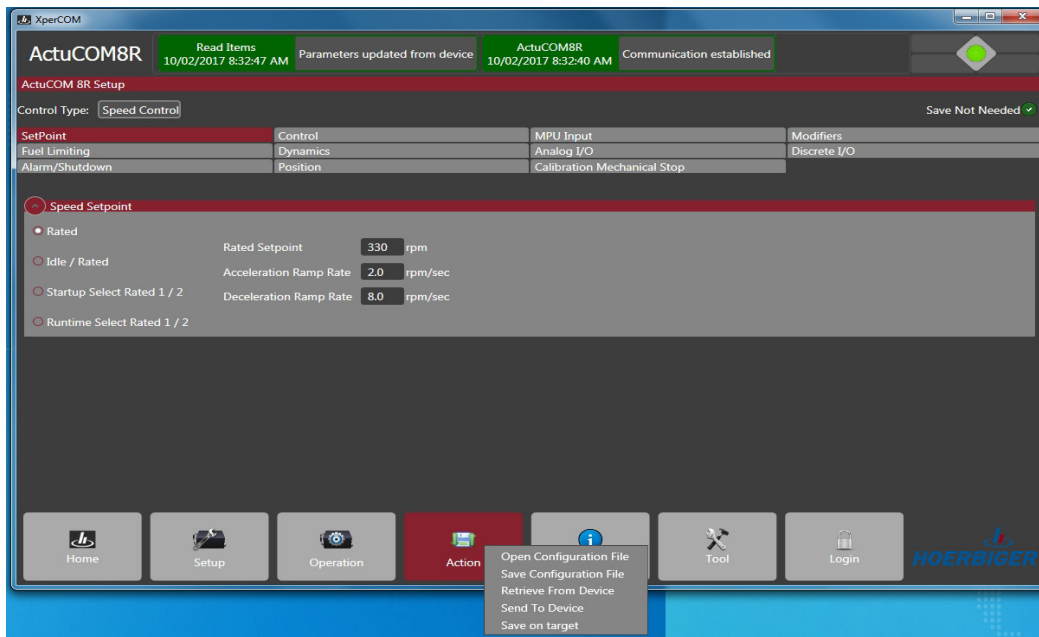 XperCOM
ActuCOM8R
Read Items
10/02/2017 8:32:47 AM
Parameters updated from device
ActuCOM8R
10/02/2017 8:32:40 AM
Communication established
ActuCOM 8R Setup
Control Type: Speed Control
Save Not Needed
SetPoint Control MPU Input Modifiers
Fuel Limiting Dynamics Analog I/O Discrete I/O
Alarm/Shutdown Position Calibration Mechanical Stop
Speed Setpoint
Rated
Rated Setpoint 330 rpm
Idle / Rated
Acceleration Ramp Rate 2.0 rpm/sec
Startup Select Rated 1 / 2
Deceleration Ramp Rate 8.0 rpm/sec
Runtime Select Rated 1 / 2
Home
Setup
Operation
Action
Tool
Login
HOERBIGER
Open Configuration File
Save Configuration File
Retrieve From Device
Send To Device
Save on target